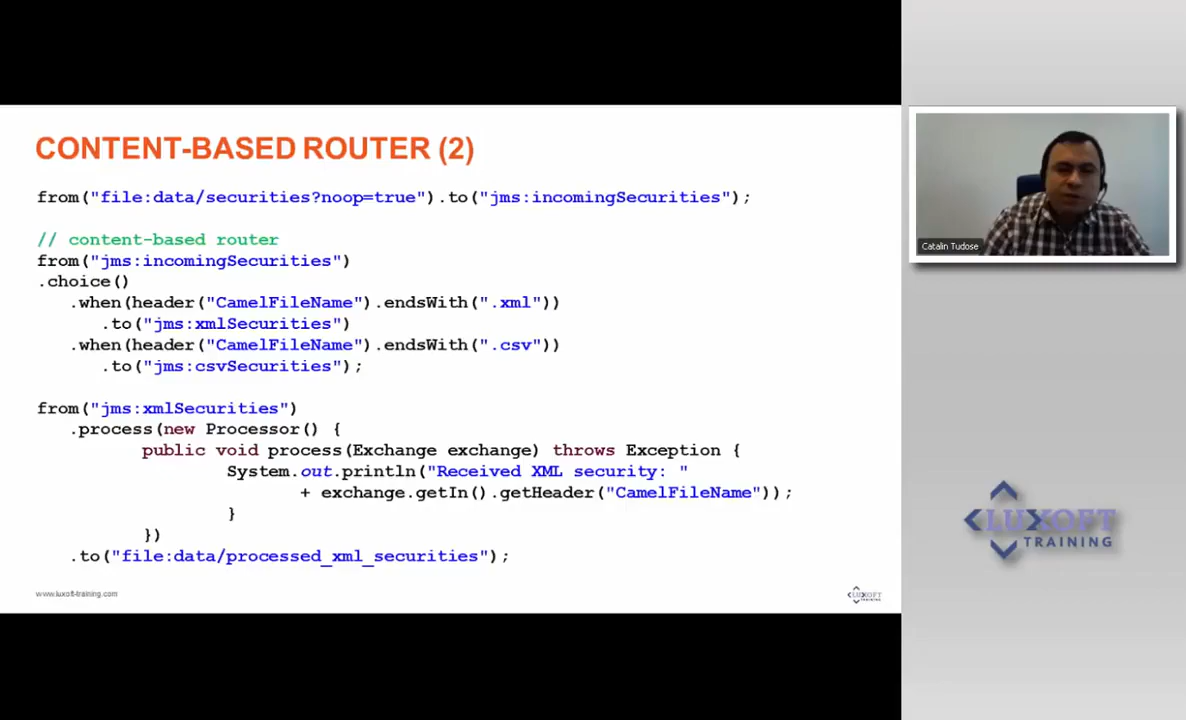 CONTENT-BASED ROUTER (2)
from("file:data/securities?noop=true").to("jms:incomingSecurities");
// content-based router
from("jms:incomingSecurities")
.choice()
.when(header("CamelFileName").endsWith(".xml"))
.to("jms:xmlSecurities")
.when(header("CamelFileName").endsWith(".csv"))
.to("jms:csvSecurities");
from("jms:xmlSecurities")
.process(new Processor() {
public void process(Exchange exchange) throws Exception {
System.out.println("Received XML security: "
+ exchange.getIn().getHeader("CamelFileName"));
}
})
.to("file:data/processed_xml_securities");
www.luxoft-training.com
LUXOFT
Catalin Tudose
LUXOFT
TRAINING